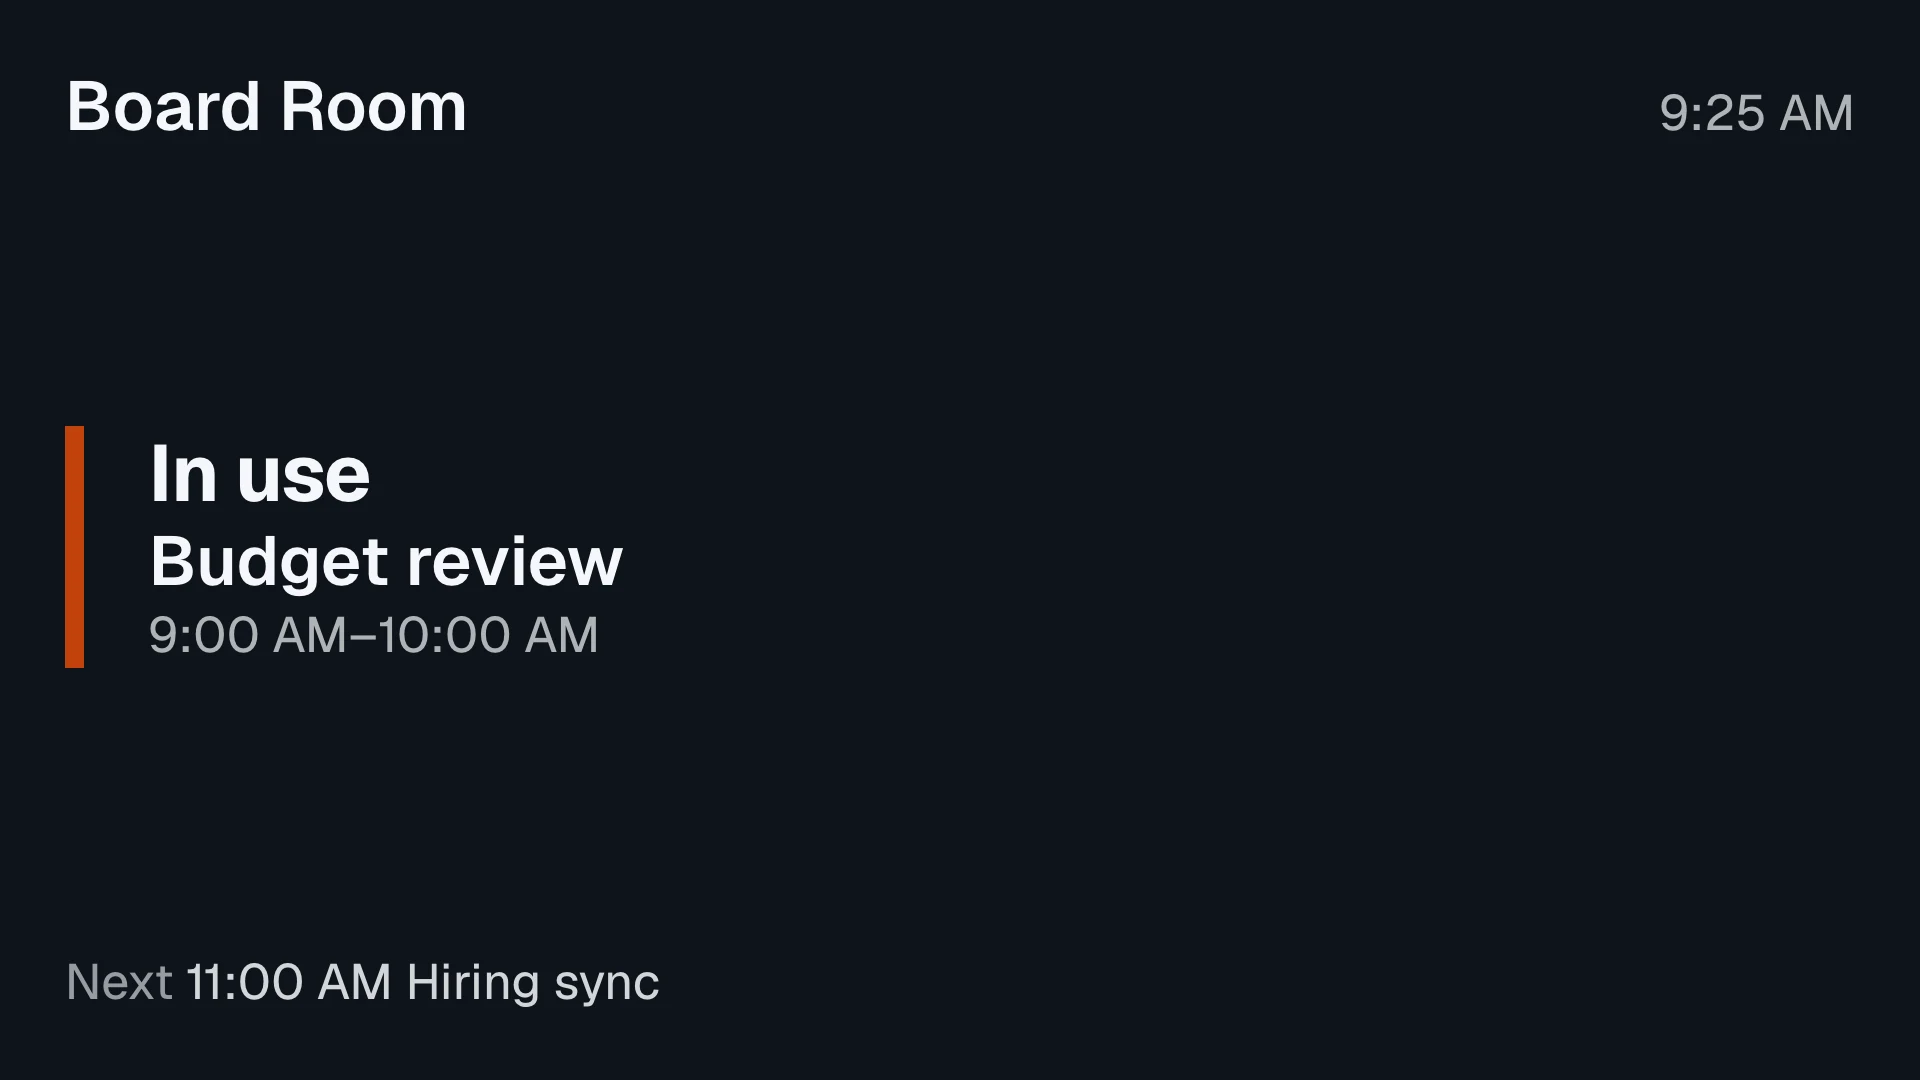 Board Room
9:25 AM
In use
Budget review
9:00 AM–10:00 AM
Next 11:00 AM Hiring sync